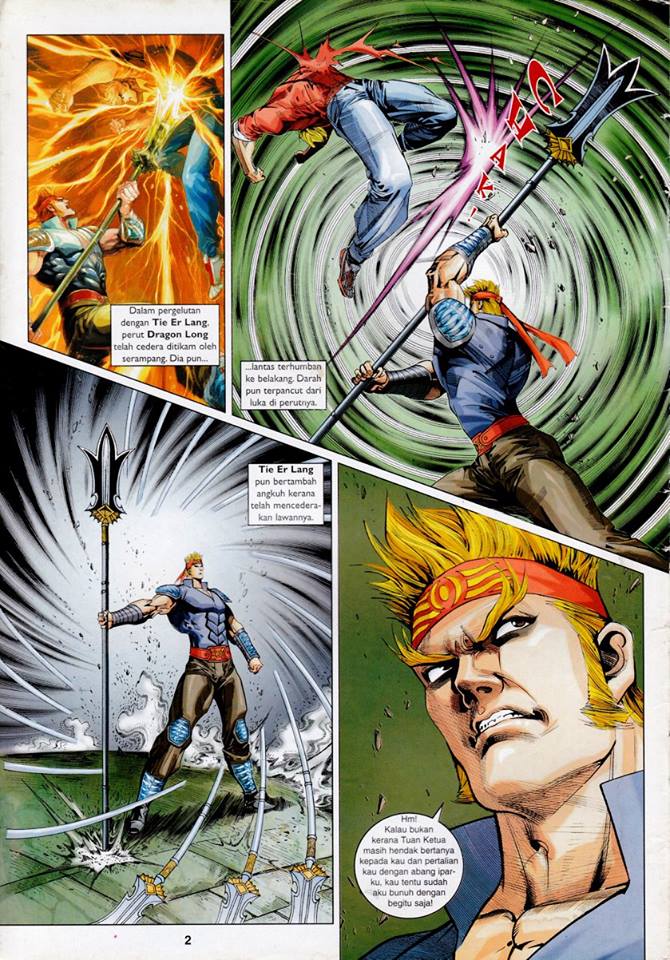 Dalam pergelutan
dengan Tie Er Lang,
perut Dragon Long
telah cedera ditikam oleh
serampang. Dia pun...
CHAK!
...lantas terhumban
ke belakang. Darah
pun terpancut dari
luka di perutnya.
Tie Er Lang
pun bertambah
angkuh kerana
telah mencedera-
kan lawannya.
Hm!
Kalau bukan
kerana Tuan Ketua
masih hendak bertanya
kepada kau dan pertalian
kau dengan abang ipar-
ku, kau tentu sudah
aku bunuh dengan
begitu saja!
2